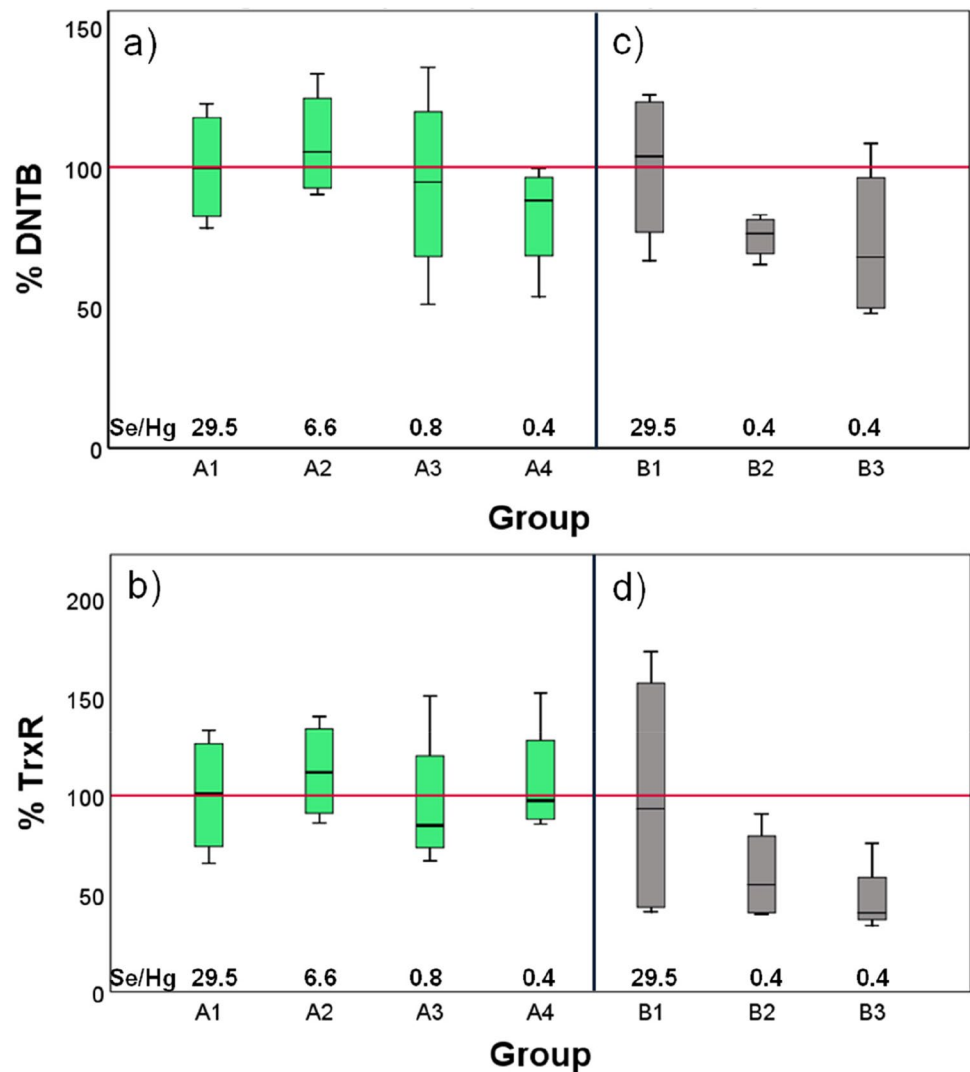 a)
c)
% DNTB
150
100
50
0
Se/Hg 29.5 6.6 0.8 0.4 29.5 0.4 0.4
A1 A2 A3 A4 B1 B2 B3
Group
b)
d)
% TrxR
200
150
100
50
0
Se/Hg 29.5 6.6 0.8 0.4 29.5 0.4 0.4
A1 A2 A3 A4 B1 B2 B3
Group